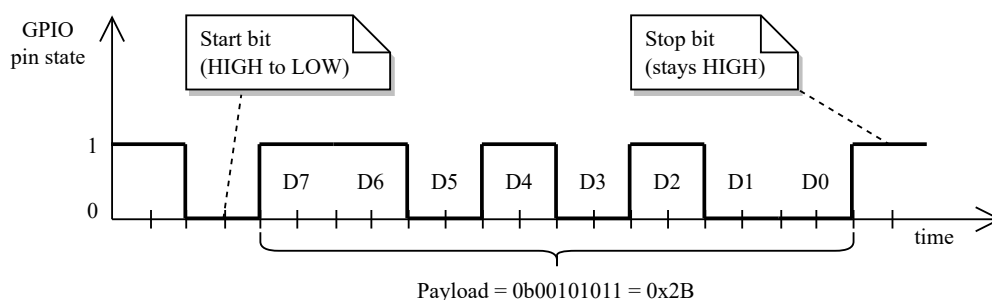 GPIO
pin state
Start bit
(HIGH to LOW)
Stop bit
(stays HIGH)
1
D7 D6 D5 D4 D3 D2 D1 D0
0
time
Payload = 0b00101011 = 0x2B